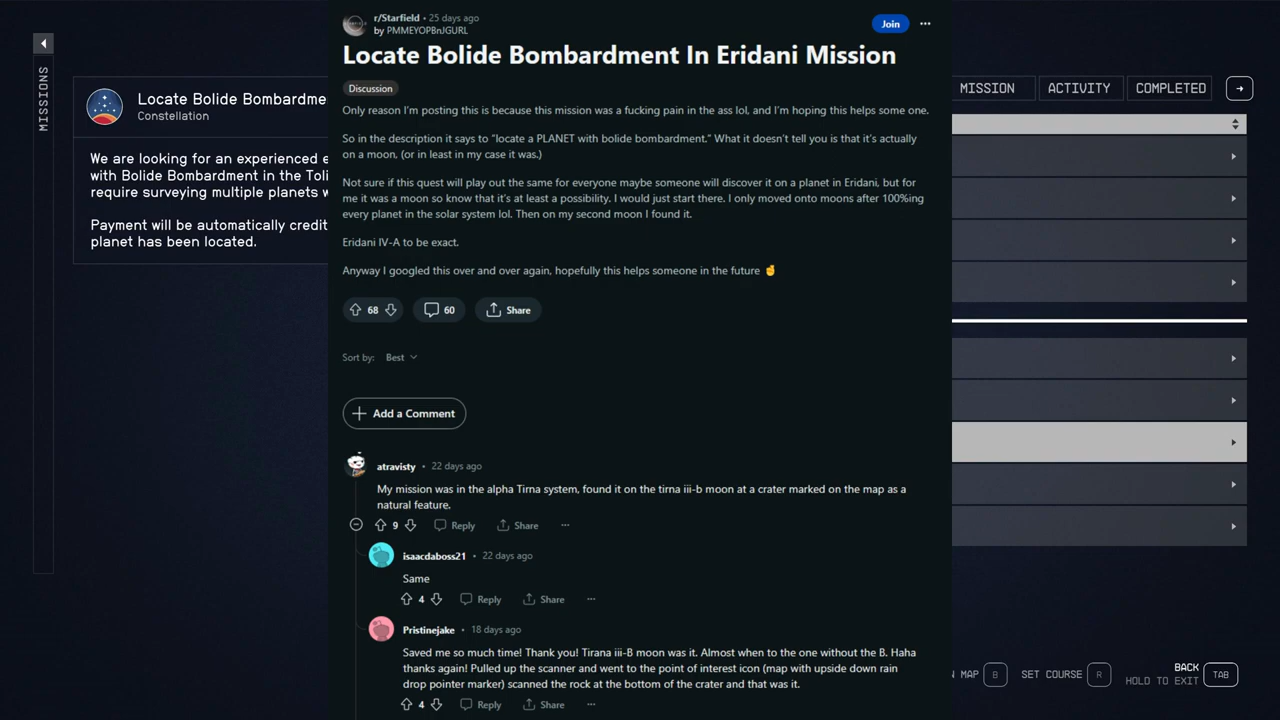 MISSIONS
Locate Bolide Bombardme
Constellation
We are looking for an experienced e
with Bolide Bombardment in the Toli
require surveying multiple planets w
Payment will be automatically credit
planet has been located.
r/Starfield • 25 days ago
by PMMEYOPBnJGURL
Join
Locate Bolide Bombardment In Eridani Mission
Discussion
Only reason I'm posting this is because this mission was a fucking pain in the ass lol, and I'm hoping this helps some one.
So in the description it says to "locate a PLANET with bolide bombardment." What it doesn't tell you is that it's actually
on a moon, (or in least in my case it was.)
Not sure if this quest will play out the same for everyone maybe someone will discover it on a planet in Eridani, but for
me it was a moon so know that it's at least a possibility. I would just start there. I only moved onto moons after 100%ing
every planet in the solar system lol. Then on my second moon I found it.
Eridani IV-A to be exact.
Anyway I googled this over and over again, hopefully this helps someone in the future 🤞
68
60
Share
Sort by: Best
Add a Comment
atravisty • 22 days ago
My mission was in the alpha Tirna system, found it on the tirna iii-b moon at a crater marked on the map as a
natural feature.
9 Reply Share
isaacdaboss21 • 22 days ago
Same
4 Reply Share
Pristinejake • 18 days ago
Saved me so much time! Thank you! Tirana iii-B moon was it. Almost when to the one without the B. Haha
thanks again! Pulled up the scanner and went to the point of interest icon (map with upside down rain
drop pointer marker) scanned the rock at the bottom of the crater and that was it.
4 Reply Share
MISSION
ACTIVITY
COMPLETED
N MAP B
SET COURSE R
BACK
HOLD TO EXIT
TAB